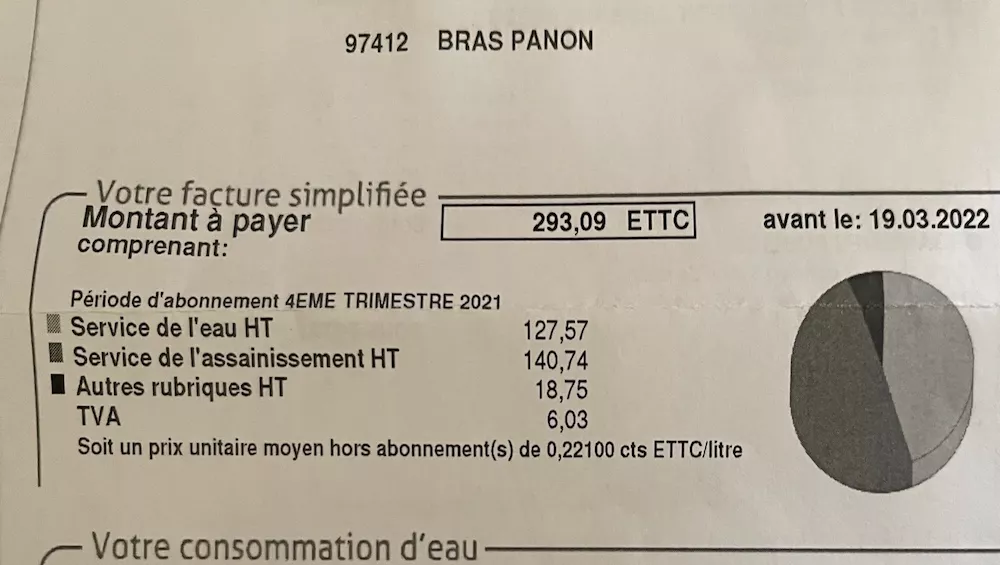 97412 BRAS PANON
Votre facture simplifiée
Montant à payer 293,09 ETTC avant le: 19.03.2022
comprenant:
Période d'abonnement 4EME TRIMESTRE 2021
Service de l'eau HT 127,57
Service de l'assainissement HT 140,74
Autres rubriques HT 18,75
TVA 6,03
Soit un prix unitaire moyen hors abonnement(s) de 0,22100 cts ETTC/litre
Votre consommation d'eau